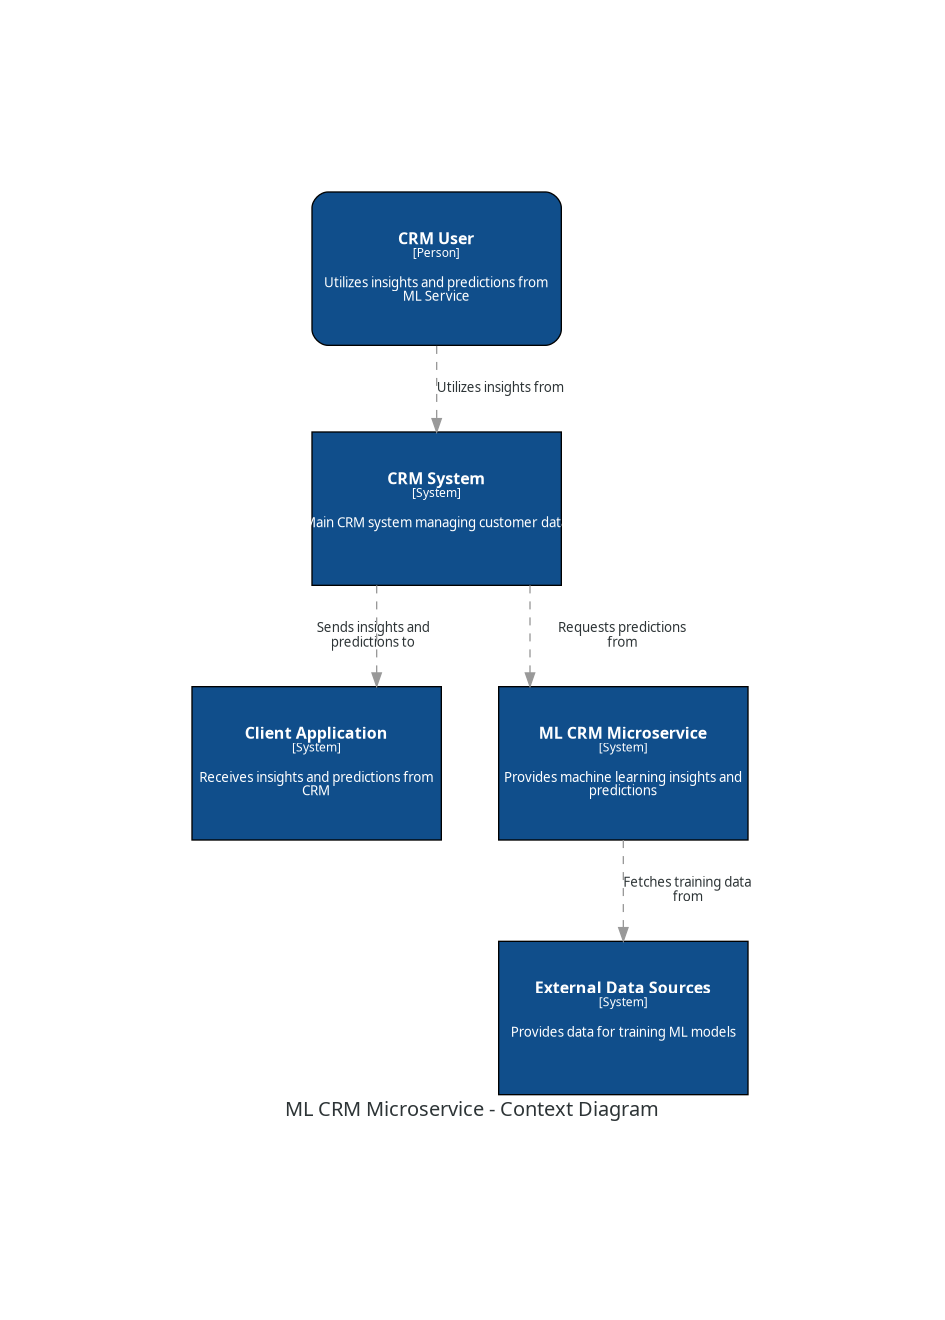 CRM User
[Person]
Utilizes insights and predictions from
ML Service
Utilizes insights from
CRM System
[System]
Main CRM system managing customer data
Sends insights and
predictions to
Requests predictions
from
Client Application
[System]
Receives insights and predictions from
CRM
ML CRM Microservice
[System]
Provides machine learning insights and
predictions
Fetches training data
from
External Data Sources
[System]
Provides data for training ML models
ML CRM Microservice - Context Diagram